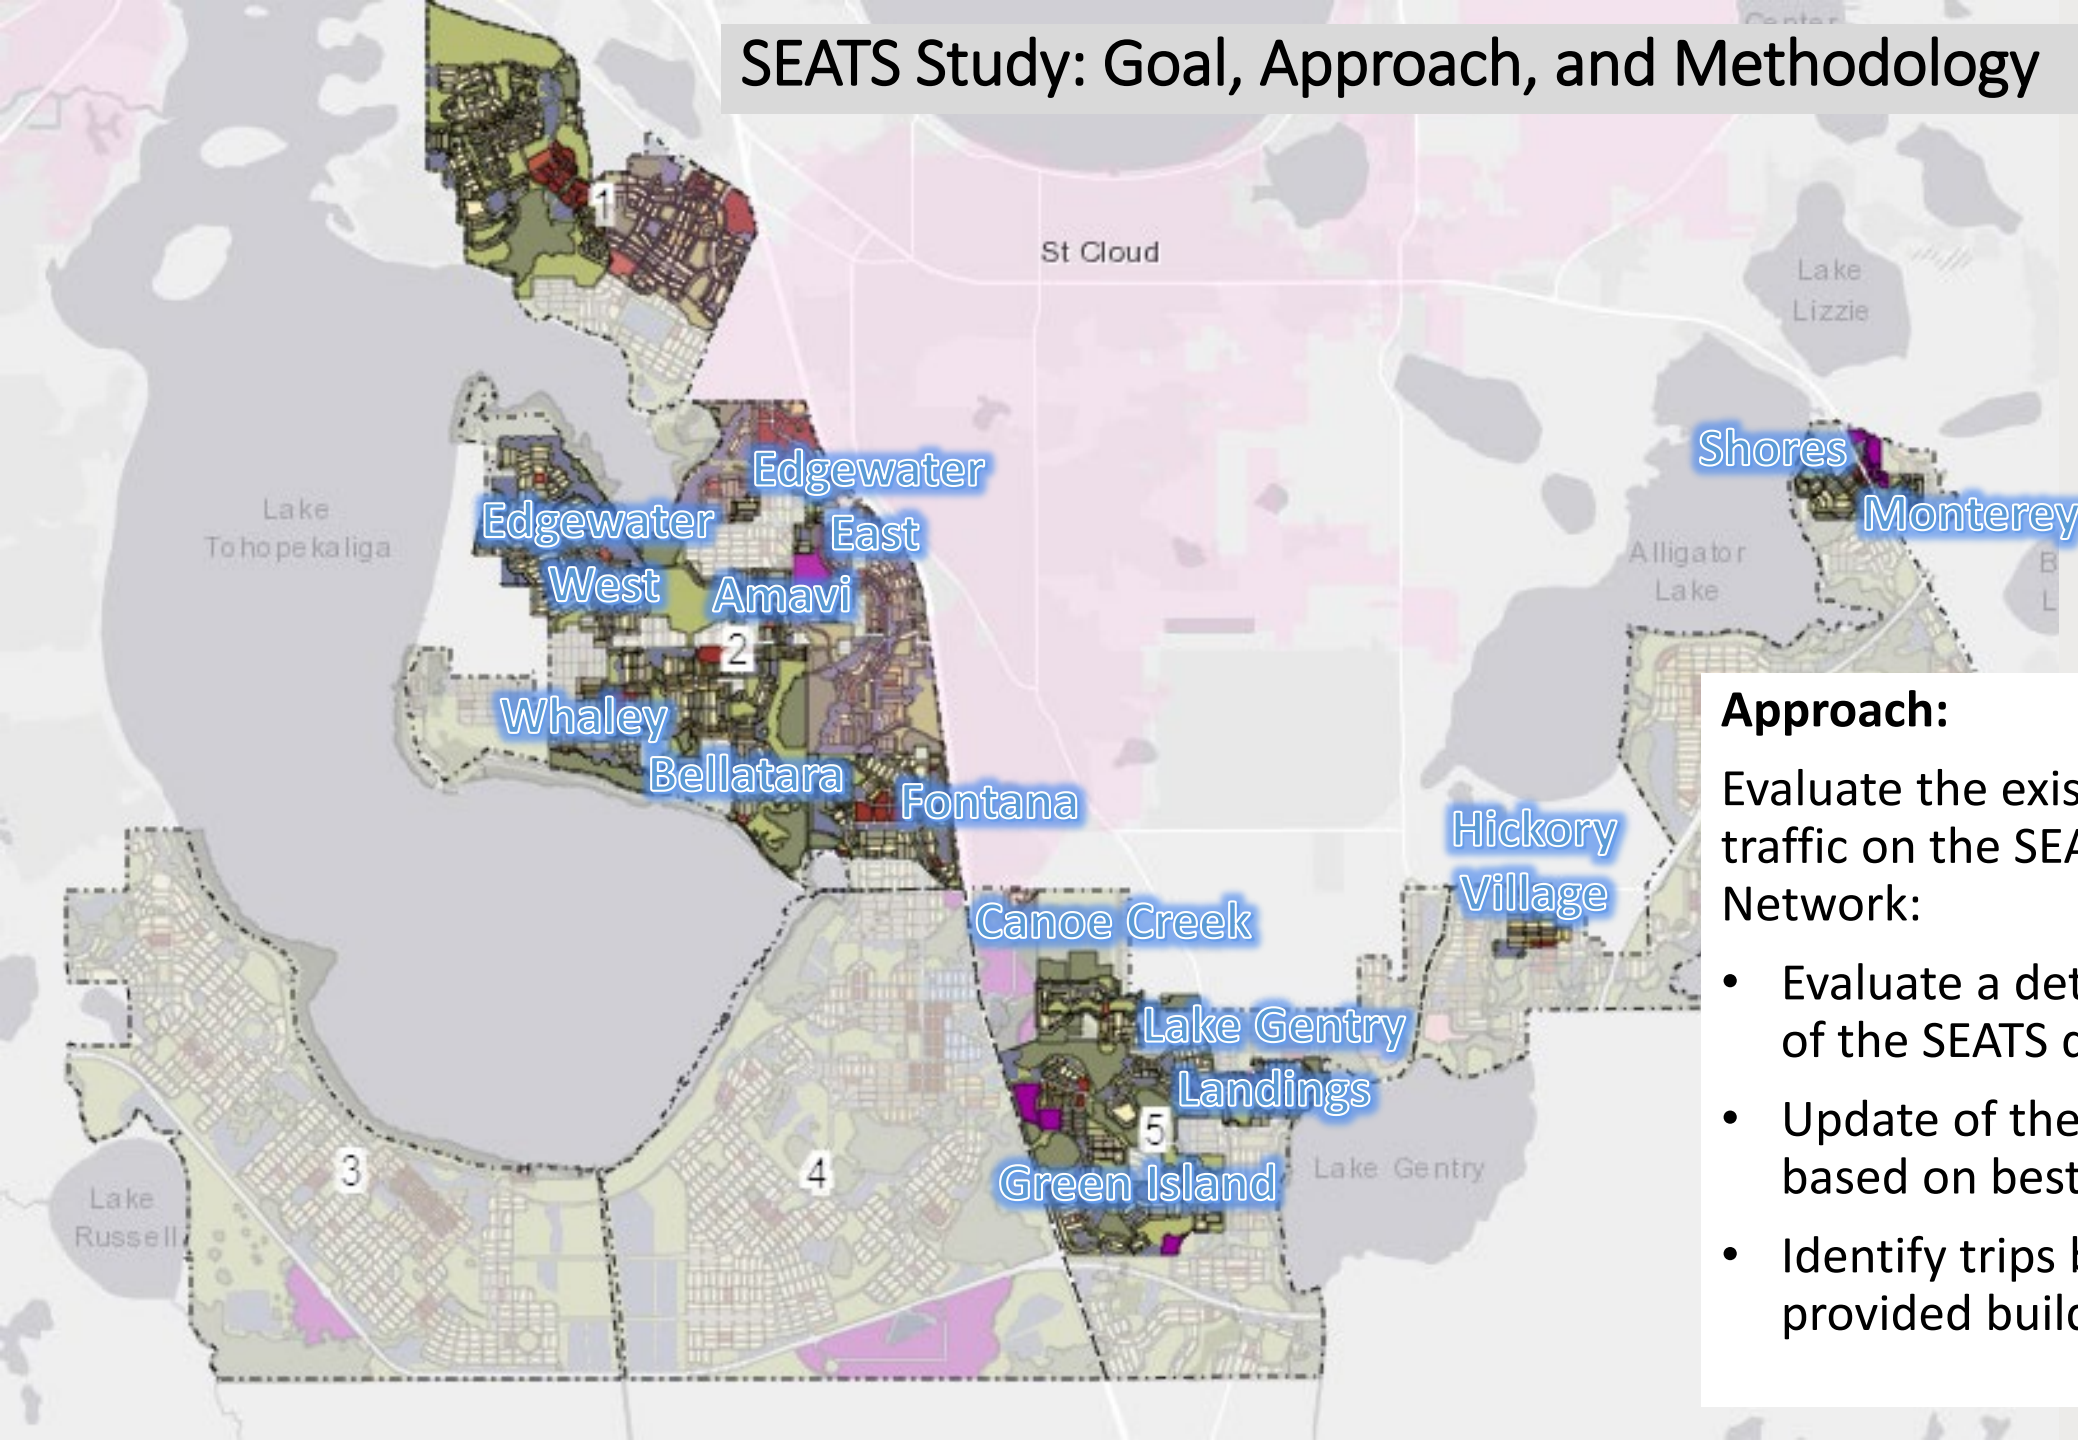 Center
SEATS Study: Goal, Approach, and Methodology
1
St Cloud
Lake
Lizzie
Shores
Monterey
Edgewater
East
Edgewater
West
Lake
Tohopekaliga
Alligator
Lake
B
L
Amavi
2
Whaley
Bellatara
Fontana
Hickory
Village
Canoe Creek
Lake Gentry
Landings
5
Green Island
Lake Gentry
3
4
Lake
Russell
Approach:
Evaluate the exis
traffic on the SEA
Network:
• Evaluate a det
of the SEATS
• Update of the
based on best
• Identify trips
provided build